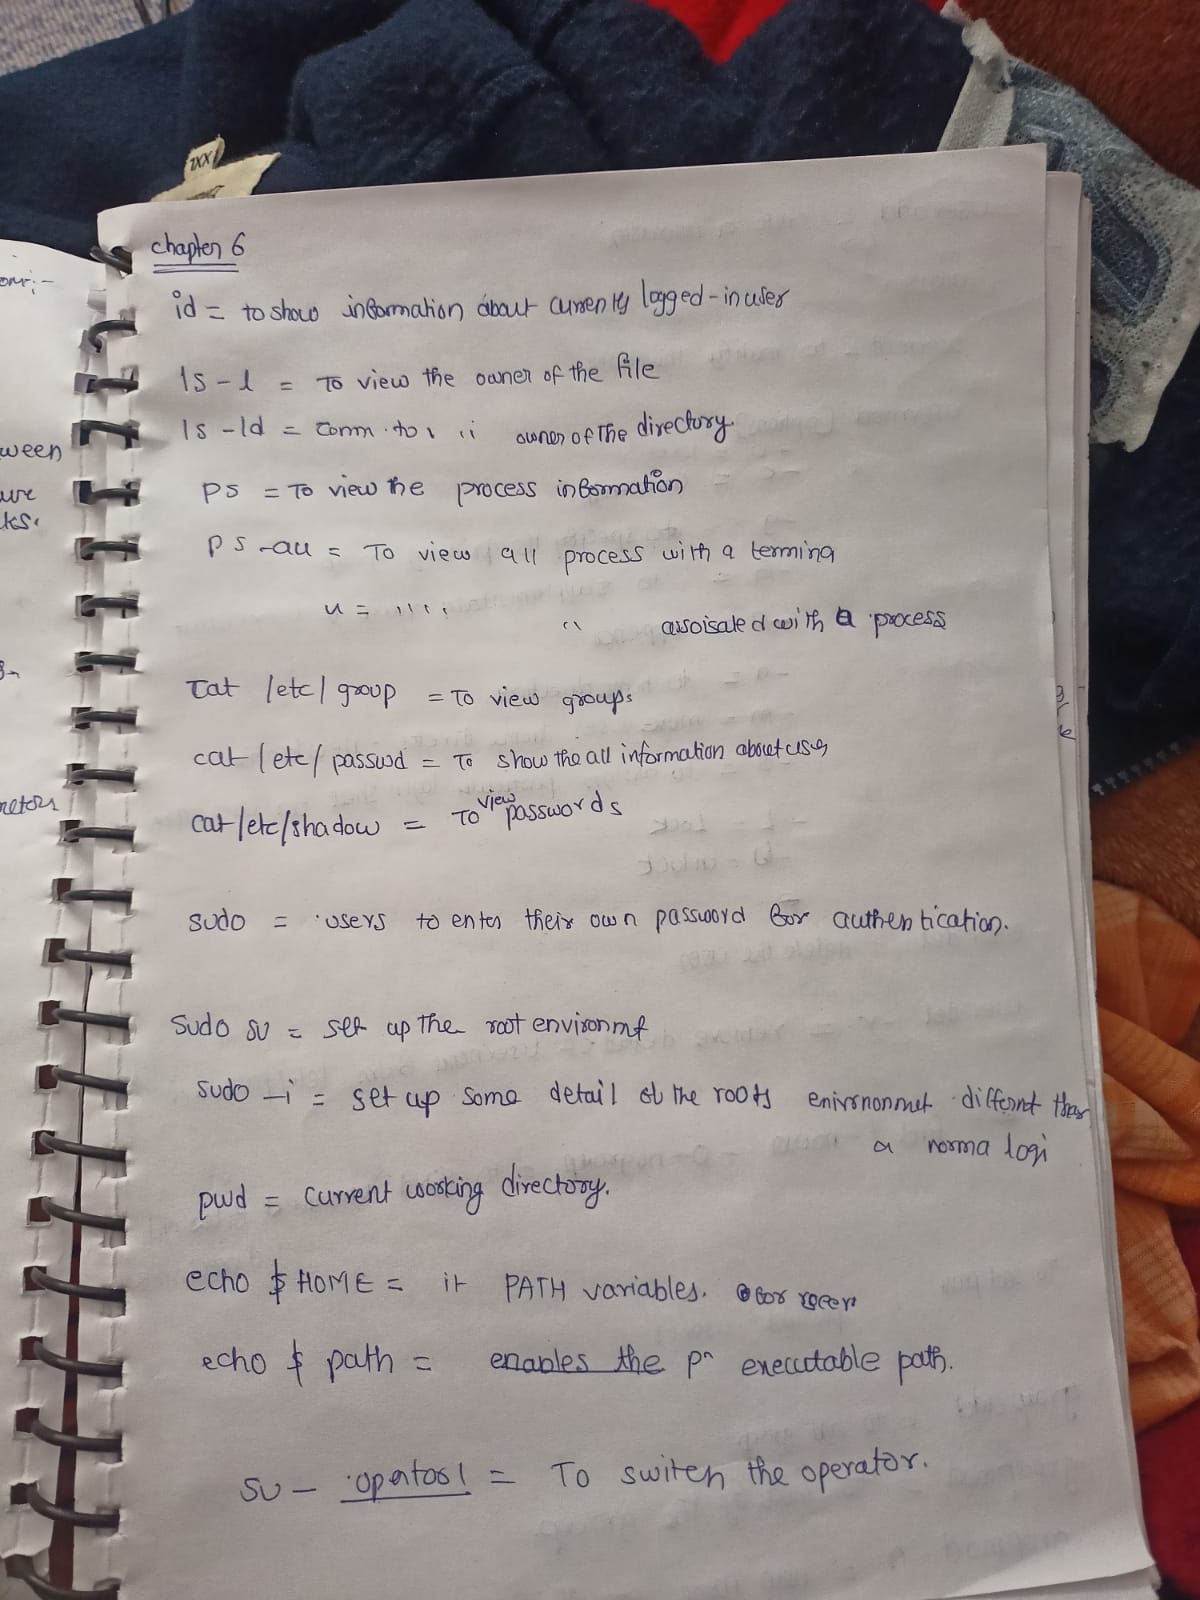 XXL
chapter 6
id = to show information about currently logged-in user
ls -l = To view the owner of the file
ls -ld = comm. to owner of The directory.
ps = To view the process information
ps -au = To view all process with a termina
u = '' '' '' assoisated with a process
cat /etc/group = To view groups
cat /etc/passwd = To show the all information about user
cat /etc/shadow = To view passwords
sudo = users to enter their own password for authentication.
sudo su = set up the root environmt
sudo -i = set up some detail of the roots enivrnonmet differnt than
a norma logi
pwd = current working directory.
echo $ HOME = it PATH variables. for
echo $ path = enables the executable path.
su - = To switch the operator.
ween
ure
cks.